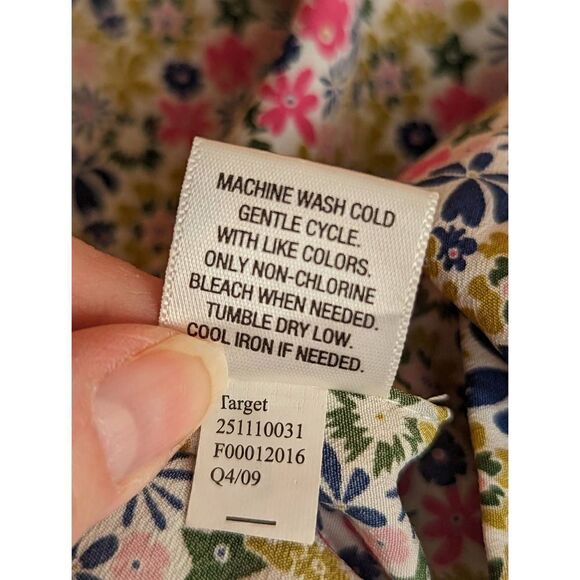 MACHINE WASH COLD
GENTLE CYCLE.
WITH LIKE COLORS.
ONLY NON-CHLORINE
BLEACH WHEN NEEDED.
TUMBLE DRY LOW.
COOL IRON IF NEEDED.
Target
251110031
F00012016
Q4/09